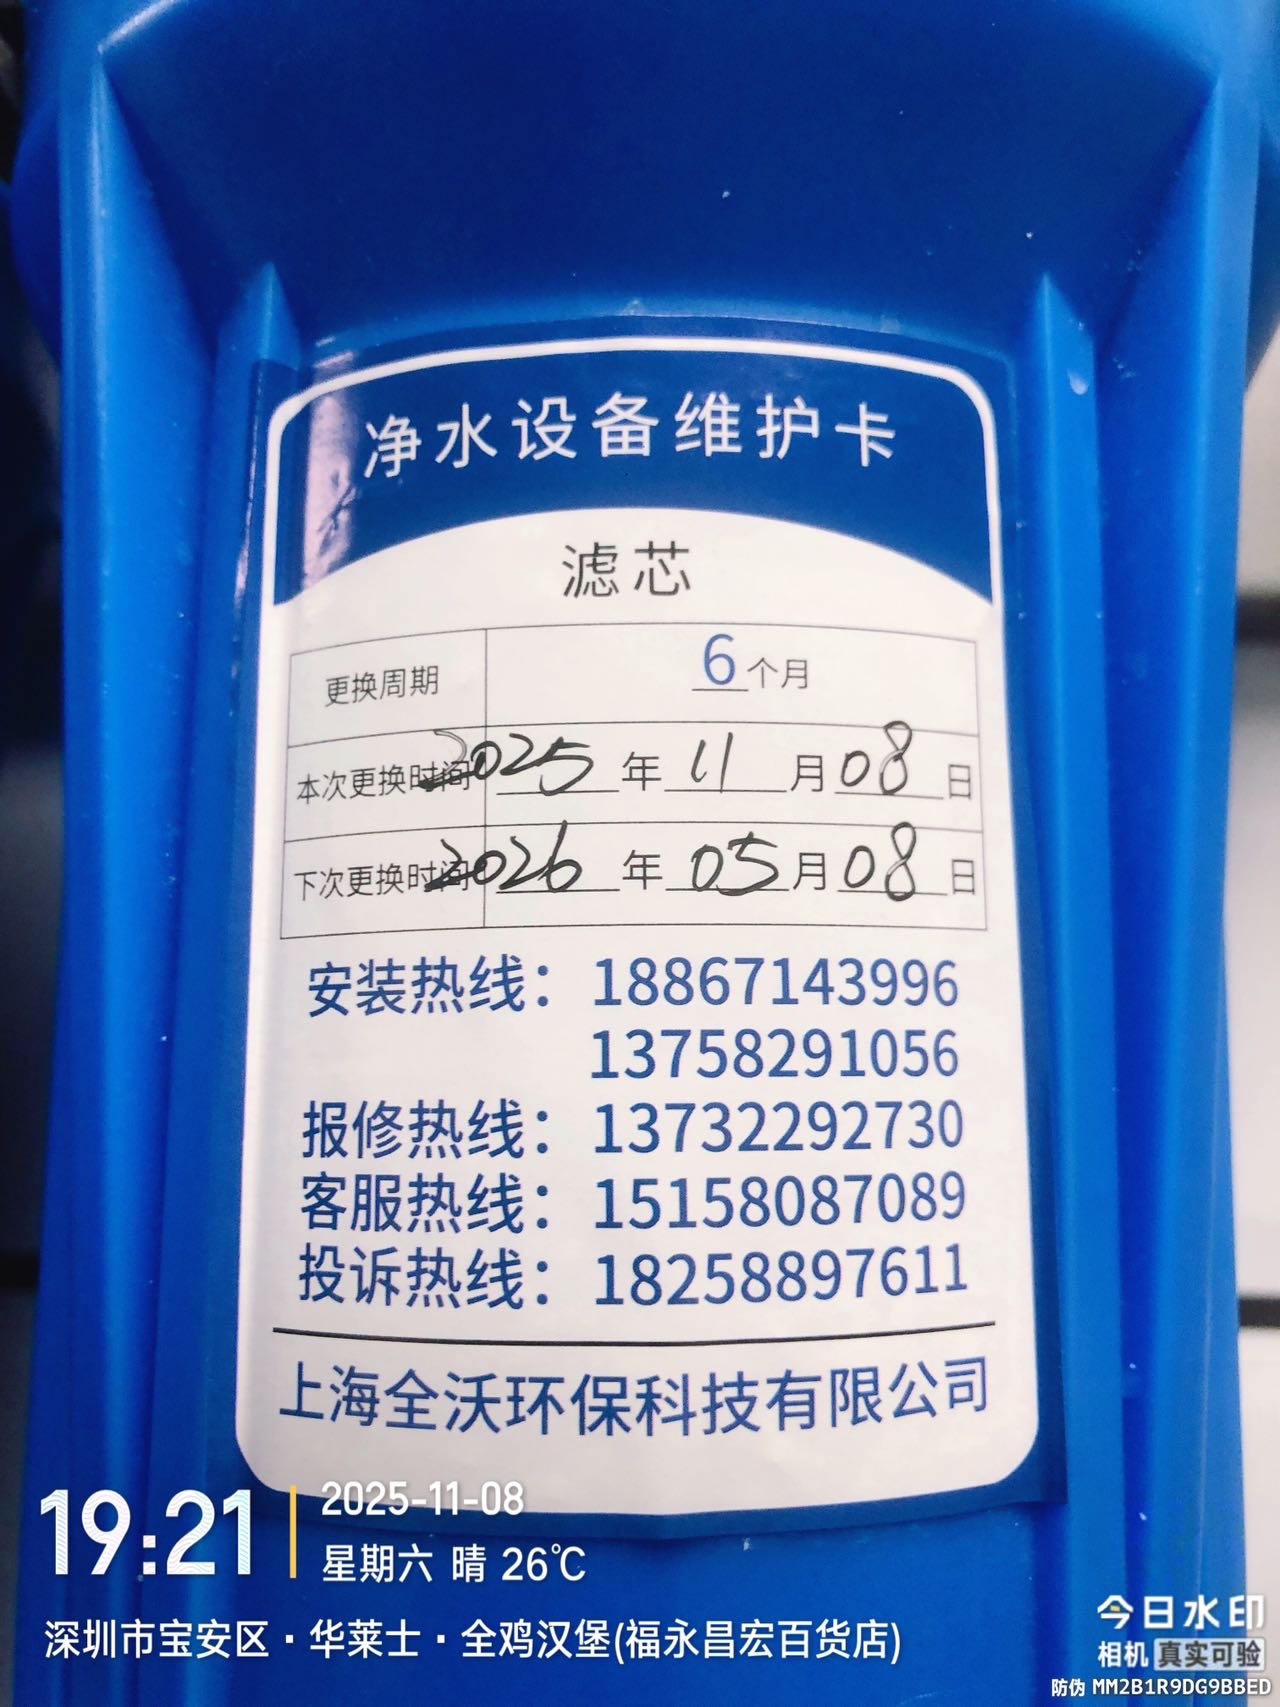 净水设备维护卡
滤芯
更换周期 6个月
本次更换时间 2025年11月08日
下次更换时间 2026年05月08日
安装热线：18867143996
13758291056
报修热线：13732292730
客服热线：15158087089
投诉热线：18258897611
上海全沃环保科技有限公司
19:21 2025-11-08
星期六 晴 26℃
深圳市宝安区·华莱士·全鸡汉堡(福永昌宏百货店)
今日水印
相机 真实可验
防伪 MM2B1R9DG9BBED